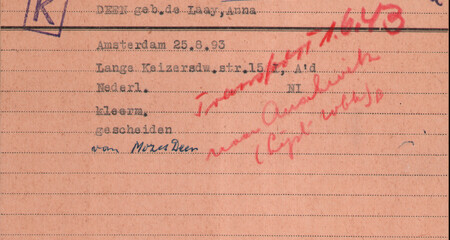 K
DEEN geb.de Laay,Anna
Amsterdam 25.8.93
Lange Keizersdw.str.15 I, A'd
Nederl. NI
kleerm.
gescheiden
van Mozes Deen
Transport 1.6.43
naar Auschwitz
(lijst